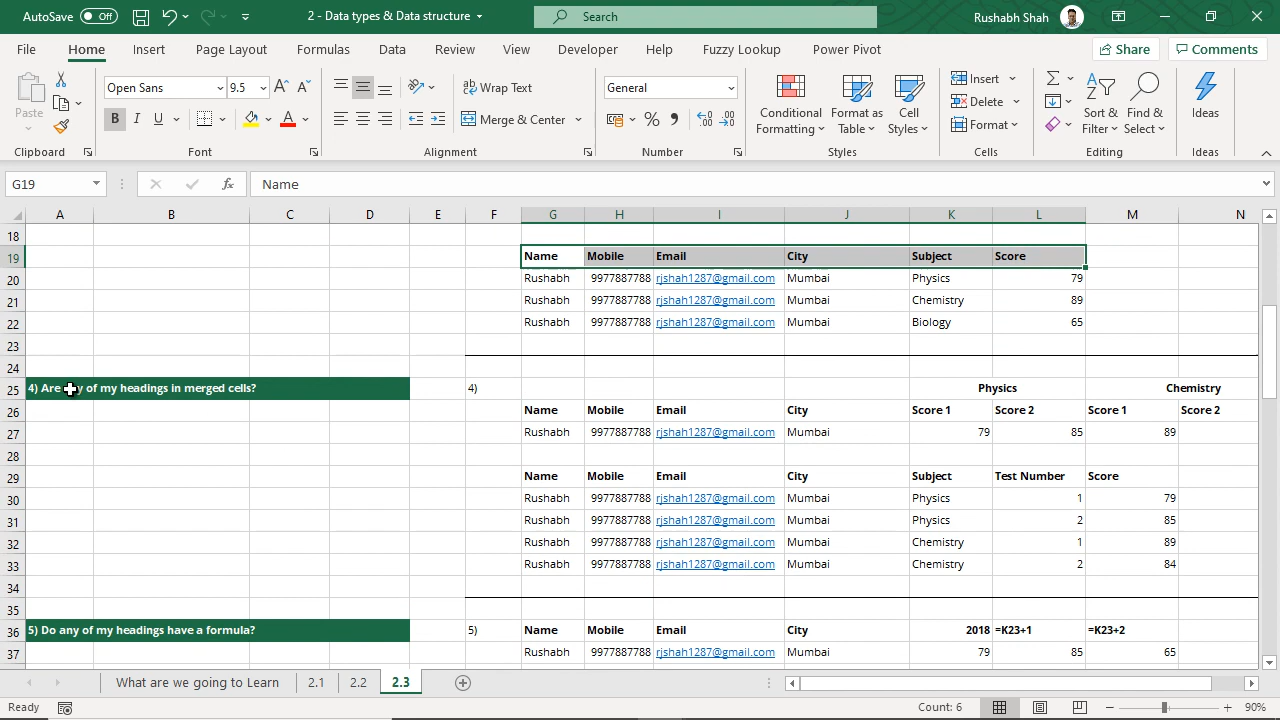 AutoSave Off 2 - Data types & Data structure Search Rushabh Shah
File Home Insert Page Layout Formulas Data Review View Developer Help Fuzzy Lookup Power Pivot Share Comments
Paste
Clipboard
Open Sans 9.5
B I U
Font
Wrap Text
Merge & Center
Alignment
General
Number
Conditional Formatting
Format as Table
Cell Styles
Styles
Insert
Delete
Format
Cells
Sort & Filter
Find & Select
Editing
Ideas
Ideas
G19 fx Name
A B C D E F G H I J K L M N
18
19 Name Mobile Email City Subject Score
20 Rushabh 9977887788 rjshah1287@gmail.com Mumbai Physics 79
21 Rushabh 9977887788 rjshah1287@gmail.com Mumbai Chemistry 89
22 Rushabh 9977887788 rjshah1287@gmail.com Mumbai Biology 65
23
24
25 4) Are my of my headings in merged cells? 4) Physics Chemistry
26 Name Mobile Email City Score 1 Score 2 Score 1 Score 2
27 Rushabh 9977887788 rjshah1287@gmail.com Mumbai 79 85 89
28
29 Name Mobile Email City Subject Test Number Score
30 Rushabh 9977887788 rjshah1287@gmail.com Mumbai Physics 1 79
31 Rushabh 9977887788 rjshah1287@gmail.com Mumbai Physics 2 85
32 Rushabh 9977887788 rjshah1287@gmail.com Mumbai Chemistry 1 89
33 Rushabh 9977887788 rjshah1287@gmail.com Mumbai Chemistry 2 84
34
35
36 5) Do any of my headings have a formula? 5) Name Mobile Email City 2018 =K23+1 =K23+2
37 Rushabh 9977887788 rjshah1287@gmail.com Mumbai 79 85 65
What are we going to Learn 2.1 2.2 2.3
Ready Count: 6 90%